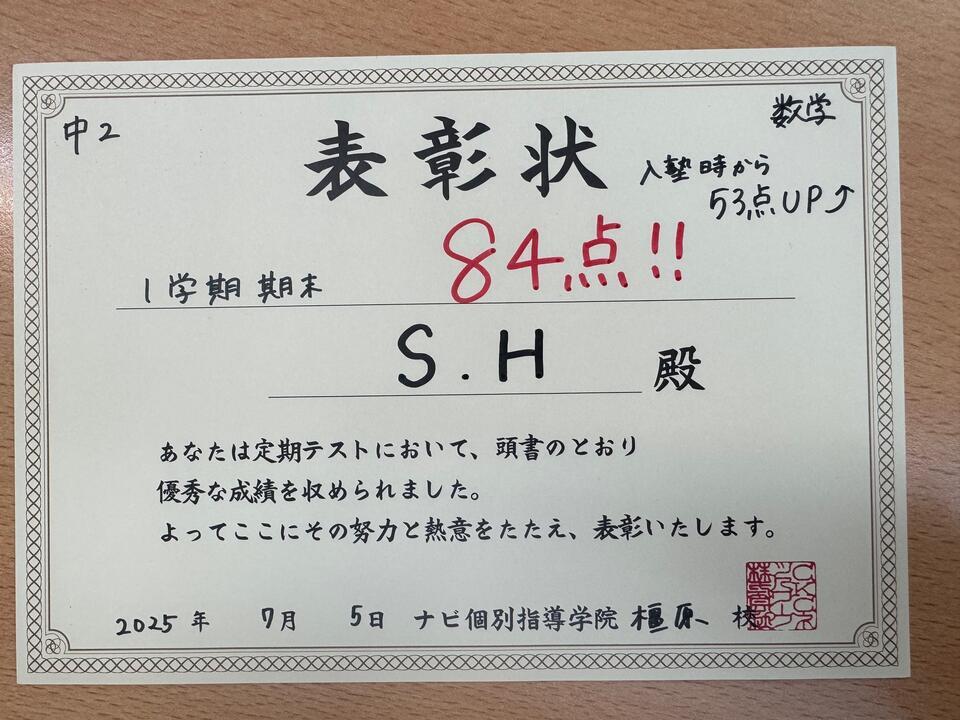 中2
数学
表彰状
入塾時から
53点UP↑
1学期期末 84点!!
S.H 殿
あなたは定期テストにおいて、頭書のとおり
優秀な成績を収められました。
よってここにその努力と熱意をたたえ、表彰いたします。
2025年 7月 5日 ナビ個別指導学院 橿原 校